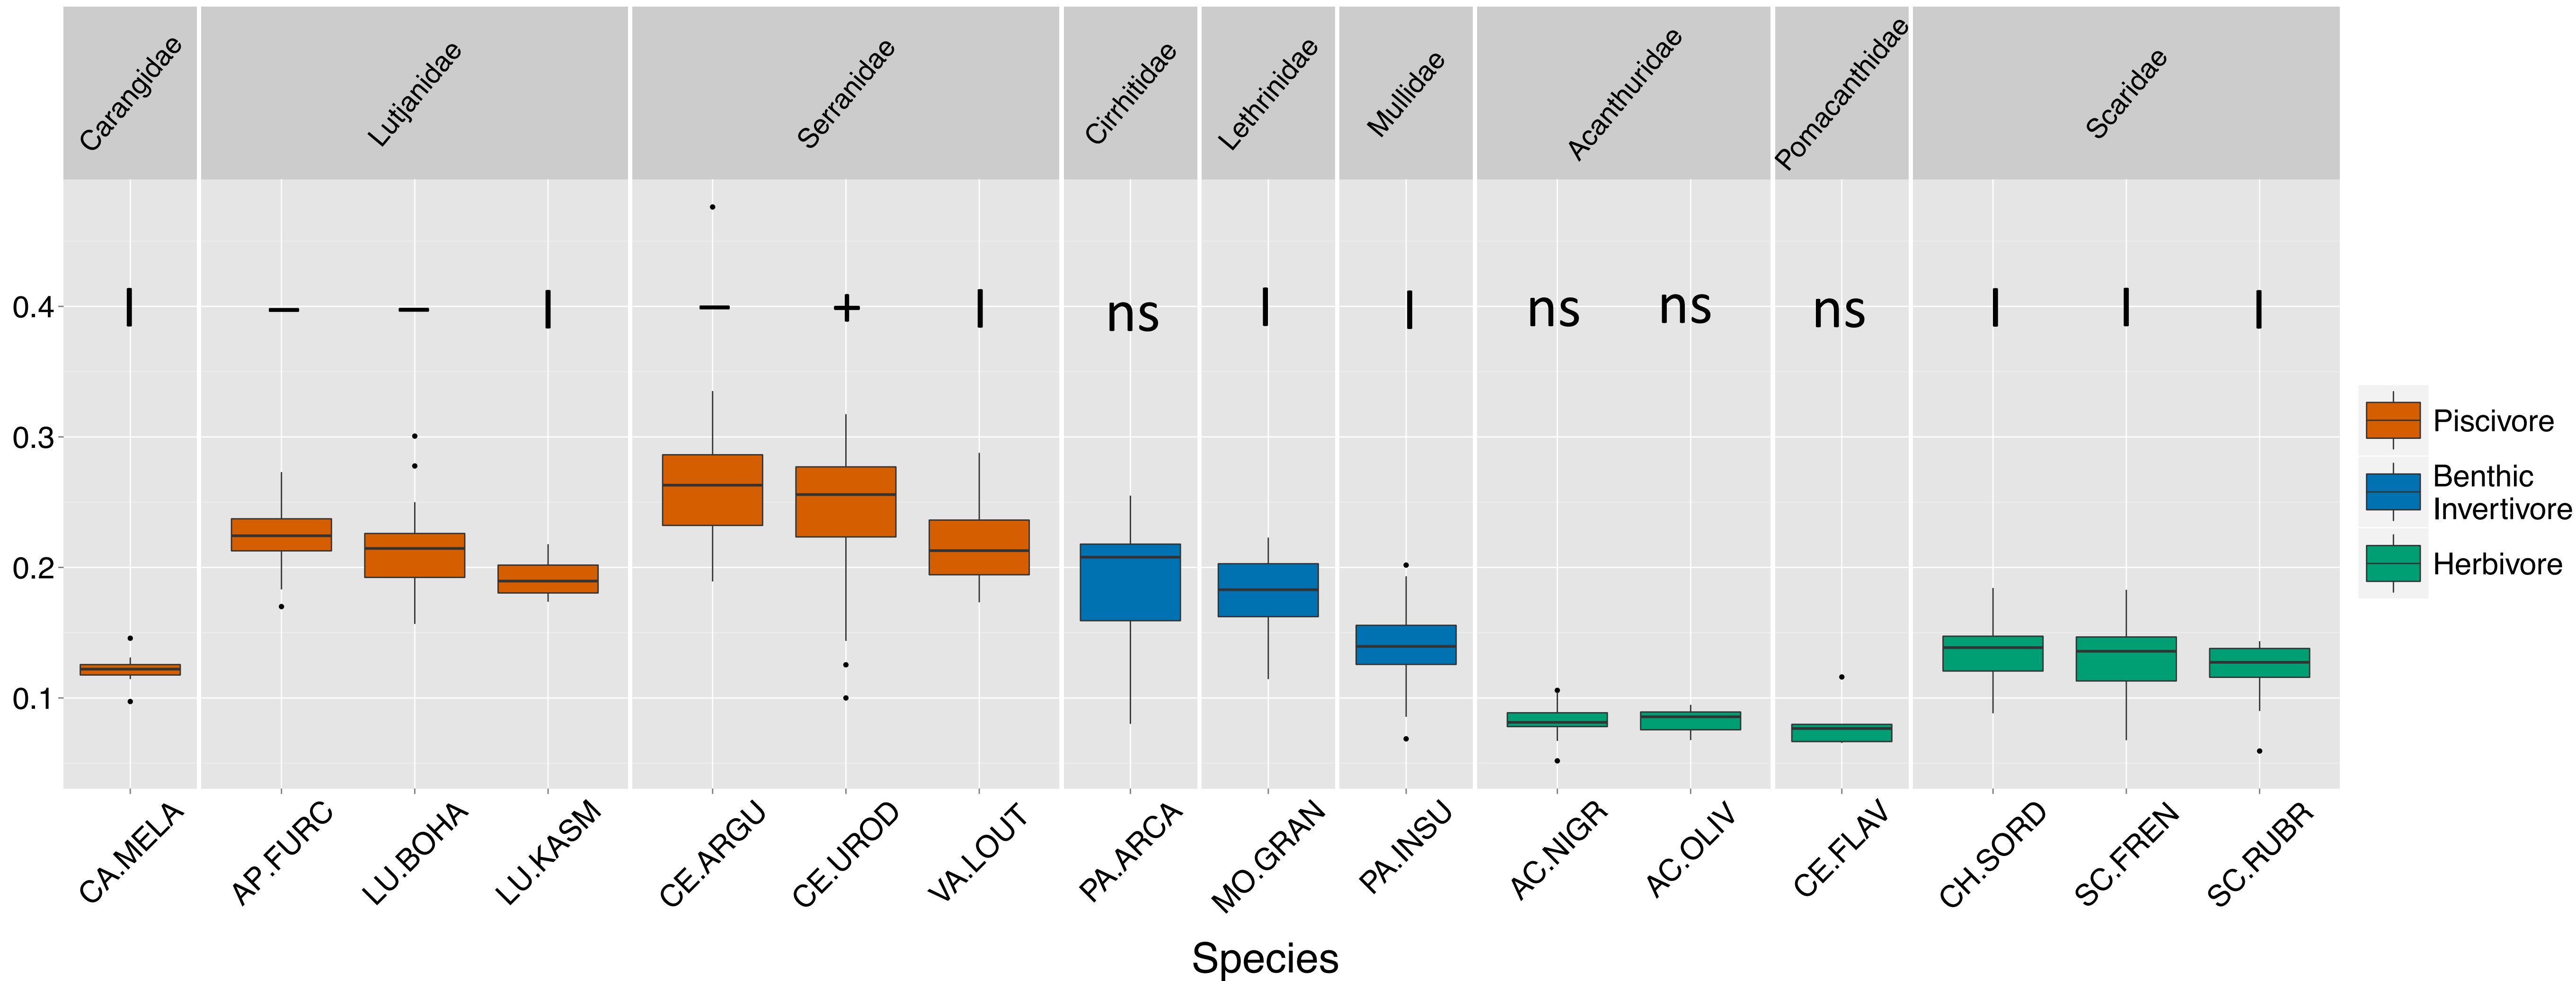 Carangidae
Lutjanidae
Serranidae
Cirrhitidae
Lethrinidae
Mullidae
Acanthuridae
Pomacanthidae
Scaridae
0.4
0.3
0.2
0.1
I
—
—
I
—
+
I
ns
I
I
ns
ns
ns
I
I
I
CA.MELA
AP.FURC
LU.BOHA
LU.KASM
CE.ARGU
CE.UROD
VA.LOUT
PA.ARCA
MO.GRAN
PA.INSU
AC.NIGR
AC.OLIV
CE.FLAV
CH.SORD
SC.FREN
SC.RUBR
Species
Piscivore
Benthic
Invertivore
Herbivore